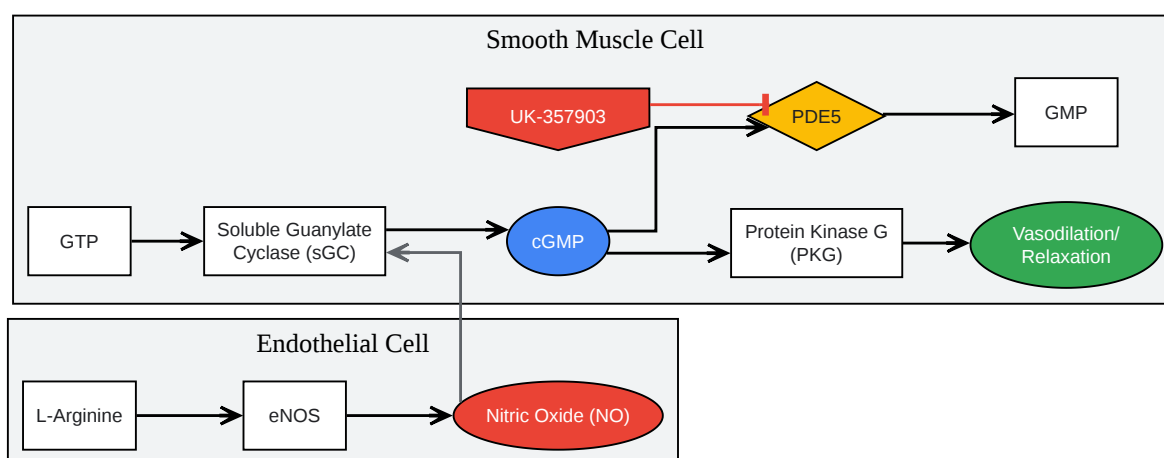 Smooth Muscle Cell
UK-357903
PDE5
GMP
GTP
Soluble Guanylate
Cyclase (sGC)
cGMP
Protein Kinase G
(PKG)
Vasodilation/
Relaxation
Endothelial Cell
L-Arginine
eNOS
Nitric Oxide (NO)